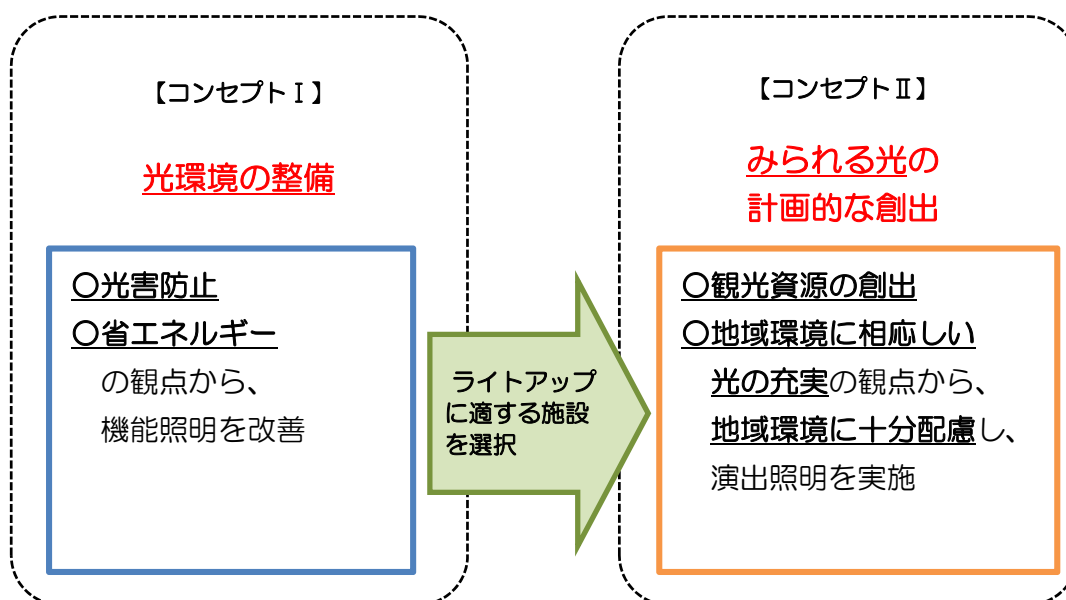 【コンセプトⅠ】
光環境の整備
〇光害防止
〇省エネルギー
の観点から、
機能照明を改善
ライトアップ
に適する施設
を選択
【コンセプトⅡ】
みられる光の
計画的な創出
〇観光資源の創出
〇地域環境に相応しい
光の充実の観点から、
地域環境に十分配慮し、
演出照明を実施